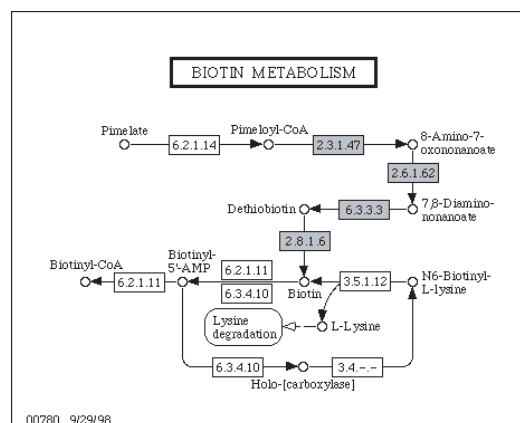 BIOTIN METABOLISM
Pimelate
6.2.1.14
Pimeloyl-CoA
2.3.1.47
8-Amino-7-
oxononanoate
2.6.1.62
Dethiobiotin
6.3.3.3
7,8-Diamino-
nonanoate
2.8.1.6
Biotinyl-CoA
6.2.1.11
Biotinyl-
5'-AMP
6.2.1.11
6.3.4.10
Biotin
3.5.1.12
N6-Biotinyl-
L-lysine
Lysine
degradation
L-Lysine
6.3.4.10
Holo-[carboxylase]
3.4.-.-
00780 9/29/98